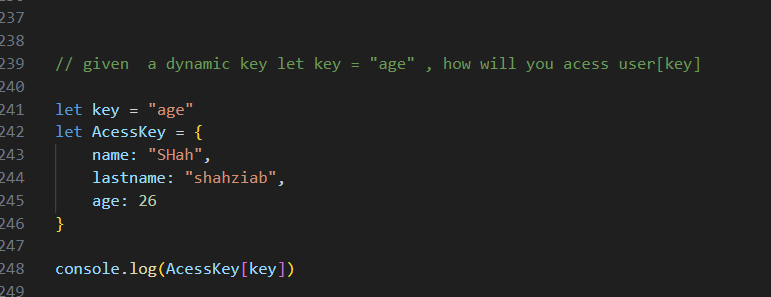 237
238
239 // given  a dynamic key let key = "age" , how will you acess user[key]
240
241 let key = "age"
242 let AcessKey = {
243     name: "SHah",
244     lastname: "shahziab",
245     age: 26
246 }
247
248 console.log(AcessKey[key])
249